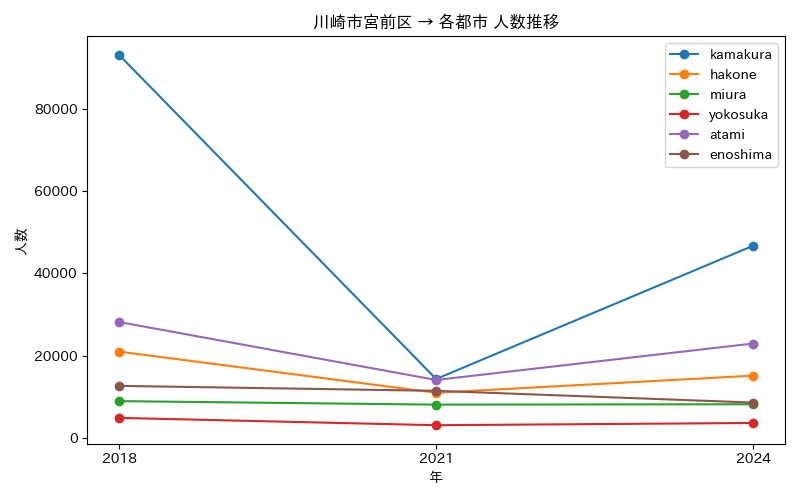 川崎市宮前区 → 各都市 人数推移
kamakura
hakone
miura
yokosuka
atami
enoshima
80000
60000
40000
20000
0
人数
2018 2021 2024
年